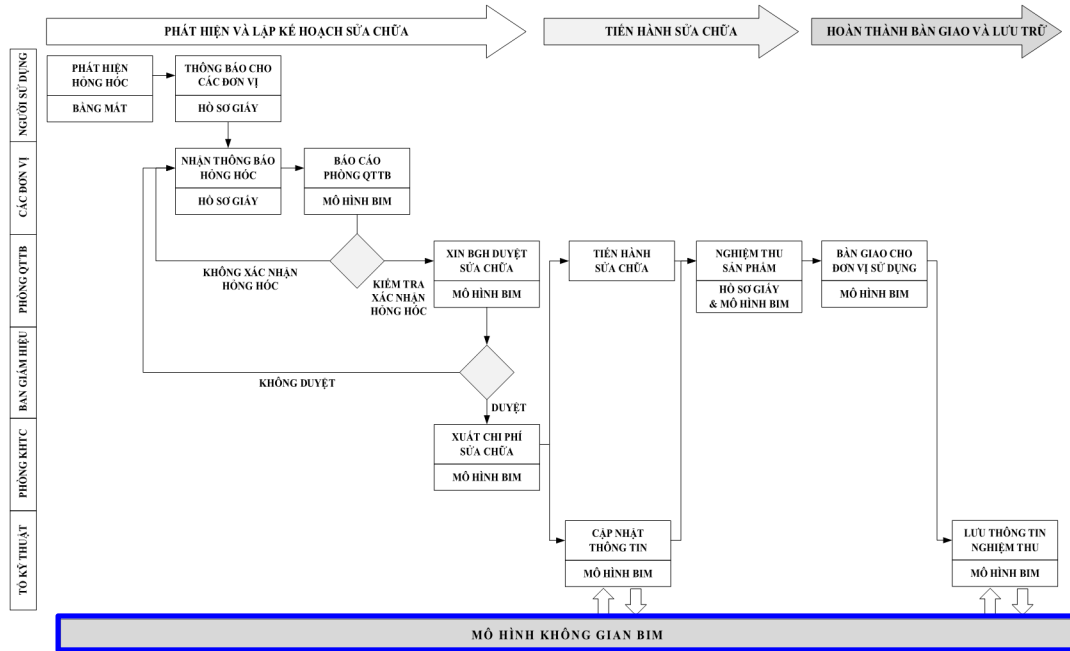 PHÁT HIỆN VÀ LẬP KẾ HOẠCH SỬA CHỮA
TIẾN HÀNH SỬA CHỮA
HOÀN THÀNH BÀN GIAO VÀ LƯU TRỮ
NGƯỜI SỬ DỤNG
PHÁT HIỆN
HỎNG HÓC
BẰNG MẮT
THÔNG BÁO CHO
CÁC ĐƠN VỊ
HỒ SƠ GIẤY
CÁC ĐƠN VỊ
NHẬN THÔNG BÁO
HỎNG HÓC
HỒ SƠ GIẤY
BÁO CÁO
PHÒNG QTTB
MÔ HÌNH BIM
PHÒNG QTTB
KHÔNG XÁC NHẬN
HỎNG HÓC
KIỂM TRA
XÁC NHẬN
HỎNG HÓC
XIN BGH DUYỆT
SỬA CHỮA
MÔ HÌNH BIM
TIẾN HÀNH
SỬA CHỮA
NGHIỆM THU
SẢN PHẨM
HỒ SƠ GIẤY
& MÔ HÌNH BIM
BÀN GIAO CHO
ĐƠN VỊ SỬ DỤNG
MÔ HÌNH BIM
BAN GIÁM HIỆU
KHÔNG DUYỆT
DUYỆT
PHÒNG KHTC
XUẤT CHI PHÍ
SỬA CHỮA
MÔ HÌNH BIM
TỔ KỸ THUẬT
CẬP NHẬT
THÔNG TIN
MÔ HÌNH BIM
LƯU THÔNG TIN
NGHIỆM THU
MÔ HÌNH BIM
MÔ HÌNH KHÔNG GIAN BIM